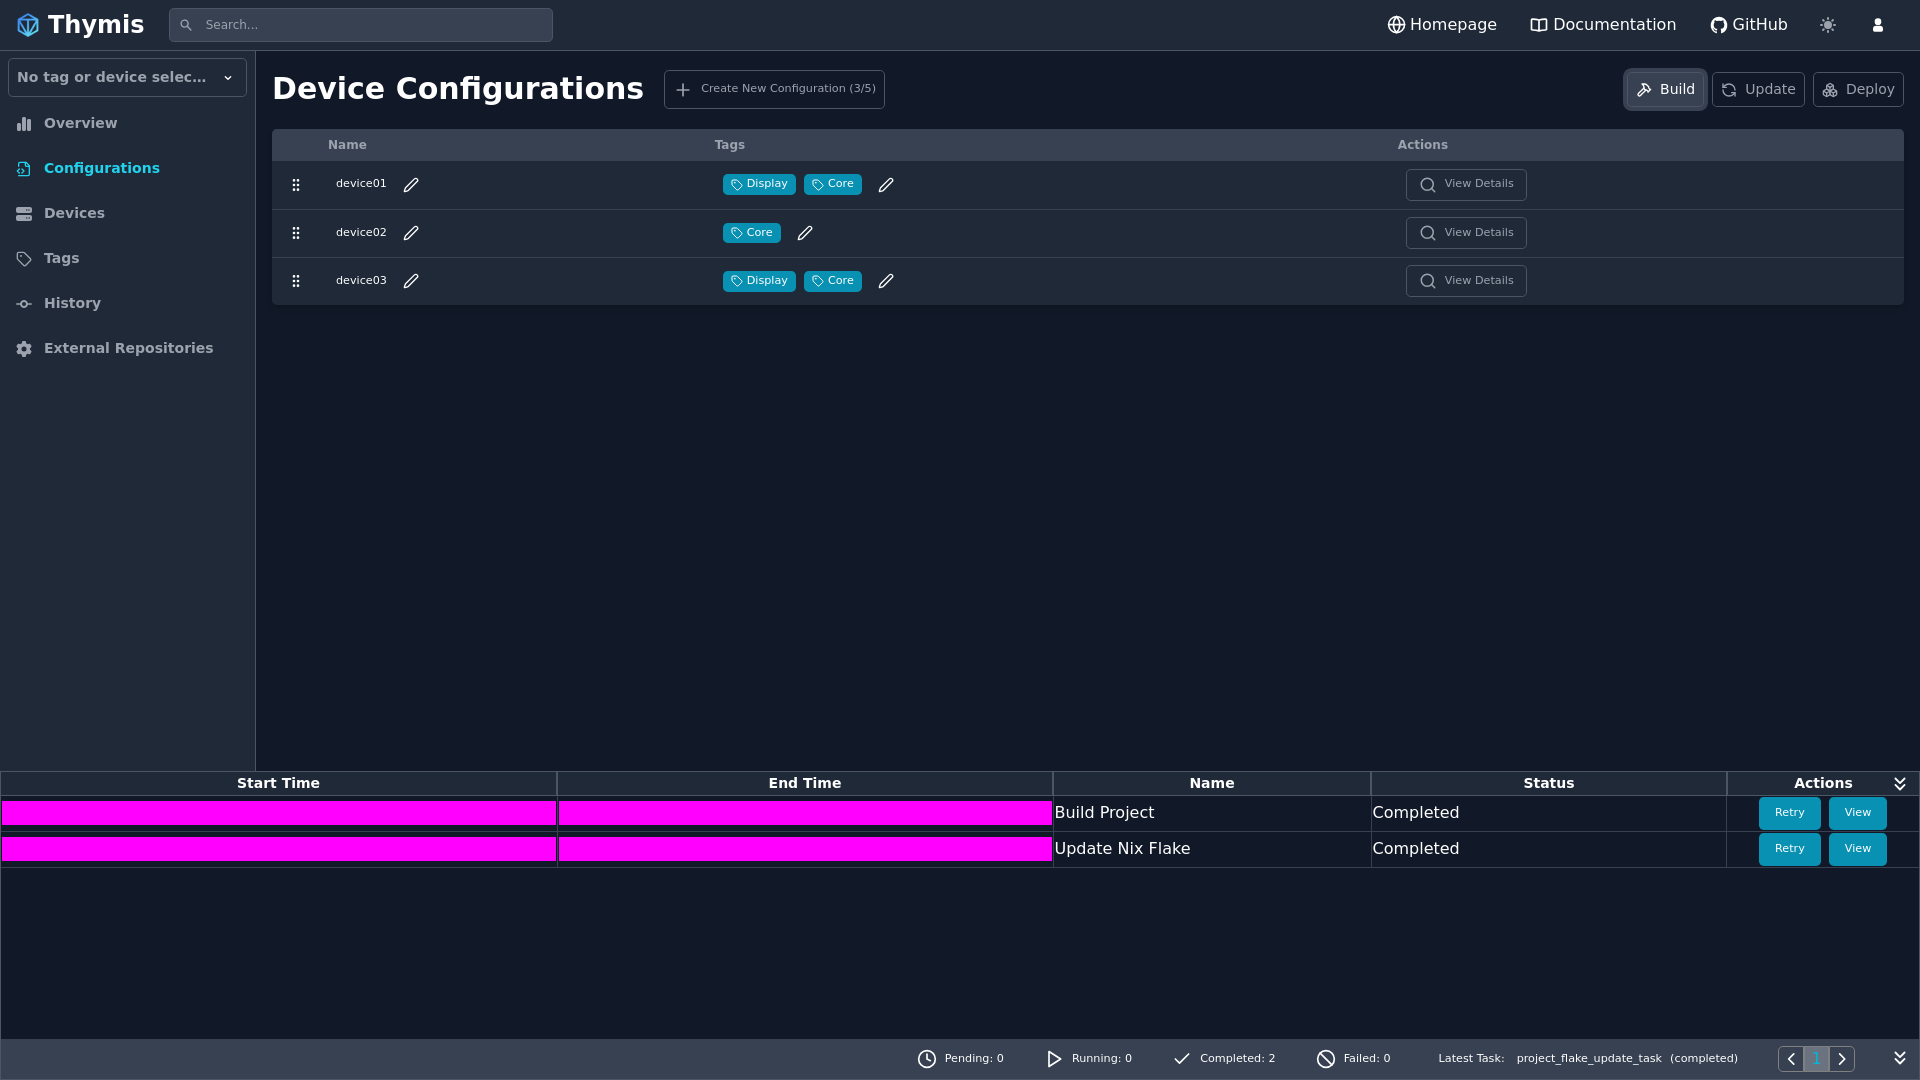 Thymis
Search...
Homepage
Documentation
GitHub
No tag or device selec...
Overview
Configurations
Devices
Tags
History
External Repositories
Device Configurations
Create New Configuration (3/5)
Build
Update
Deploy
Name Tags Actions
device01 Display Core View Details
device02 Core View Details
device03 Display Core View Details
Start Time End Time Name Status Actions
Build Project Completed Retry View
Update Nix Flake Completed Retry View
Pending: 0 Running: 0 Completed: 2 Failed: 0 Latest Task: project_flake_update_task (completed) 1